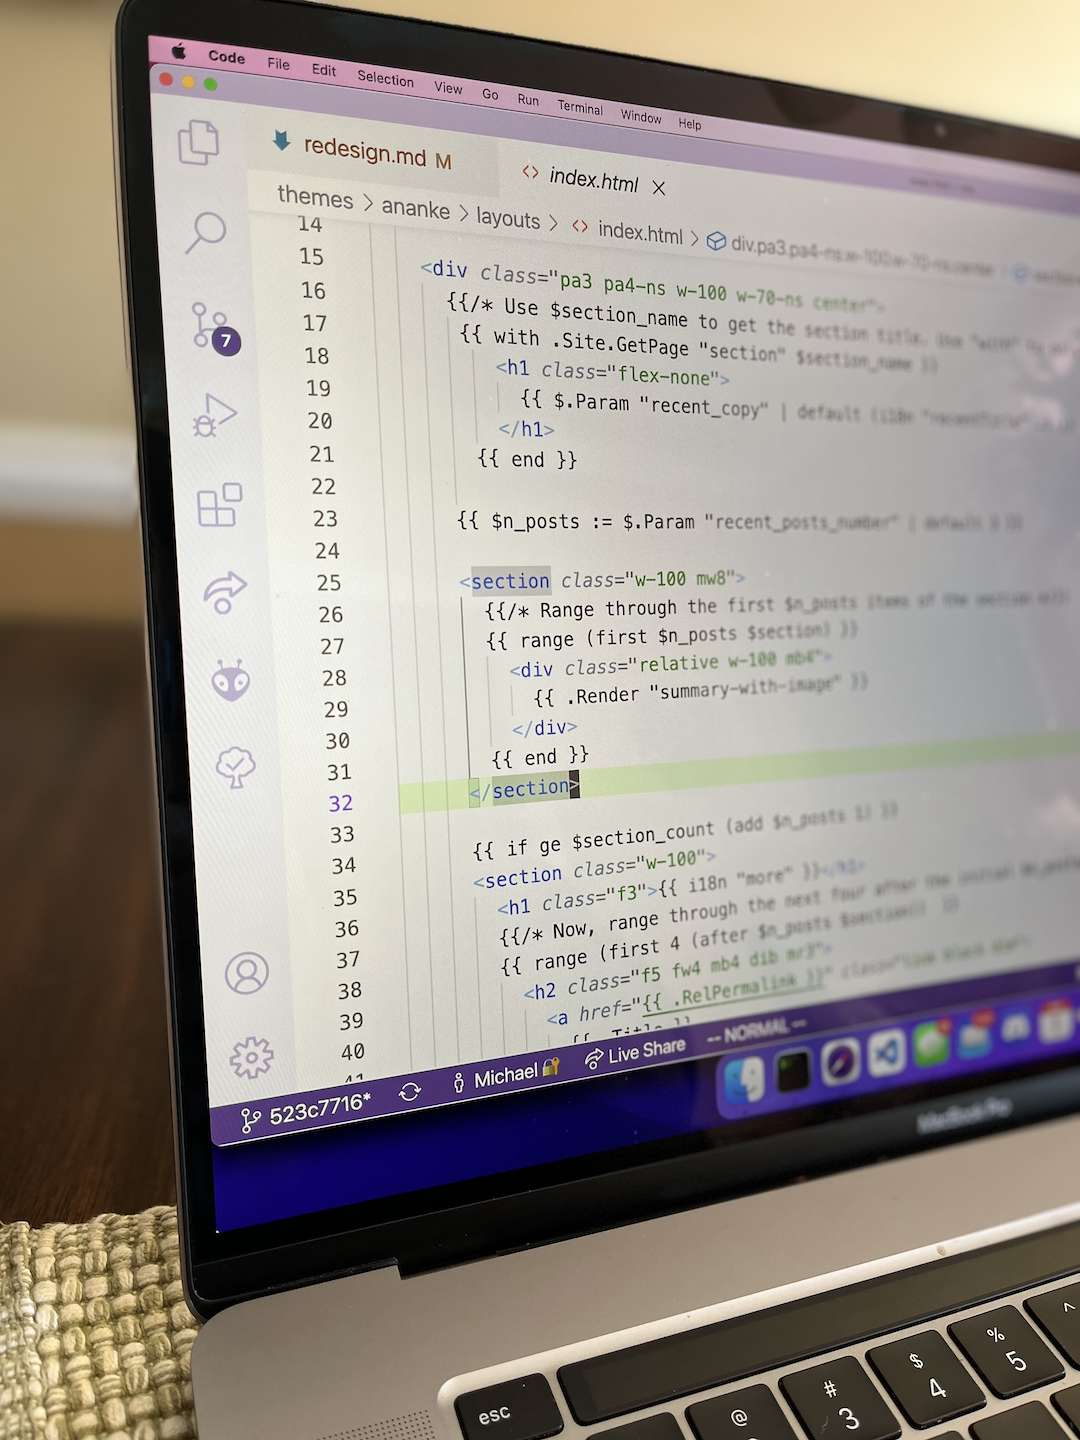 Code File Edit Selection View Go Run Terminal Window Help
redesign.md M
index.html
themes > ananke > layouts > index.html > div.pa3.pa4-ns.w-100.w-70-ns.center
14
15 <div class="pa3 pa4-ns w-100 w-70-ns center">
16 {{/* Use $section_name to get the section title. Use "with" to
17 {{ with .Site.GetPage "section" $section_name }}
18 <h1 class="flex-none">
19 {{ $.Param "recent_copy" | default (i18n
20 </h1>
21 {{ end }}
22
23 {{ $n_posts := $.Param "recent_posts_number" | default
24
25 <section class="w-100 mw8">
26 {{/* Range through the first $n_posts items of the section
27 {{ range (first $n_posts $section) }}
28 <div class="relative w-100 mb4">
29 {{ .Render "summary-with-image" }}
30 </div>
31 {{ end }}
32 </section>
33
34 {{ if ge $section_count (add $n_posts 1) }}
35 <section class="w-100">
36 <h1 class="f3">{{ i18n "more" }}</h1>
37 {{/* Now, range through the next four after the initial
38 {{ range (first 4 (after $n_posts $section)) }}
39 <h2 class="f5 fw4 mb4 dib mr3">
40 <a href="{{ .RelPermalink }}" class="link black dim">
41 {{ .Title }}
7
523c7716* Michael Live Share -- NORMAL --
MacBook Pro
esc
@
# 3
$ 4
% 5
^